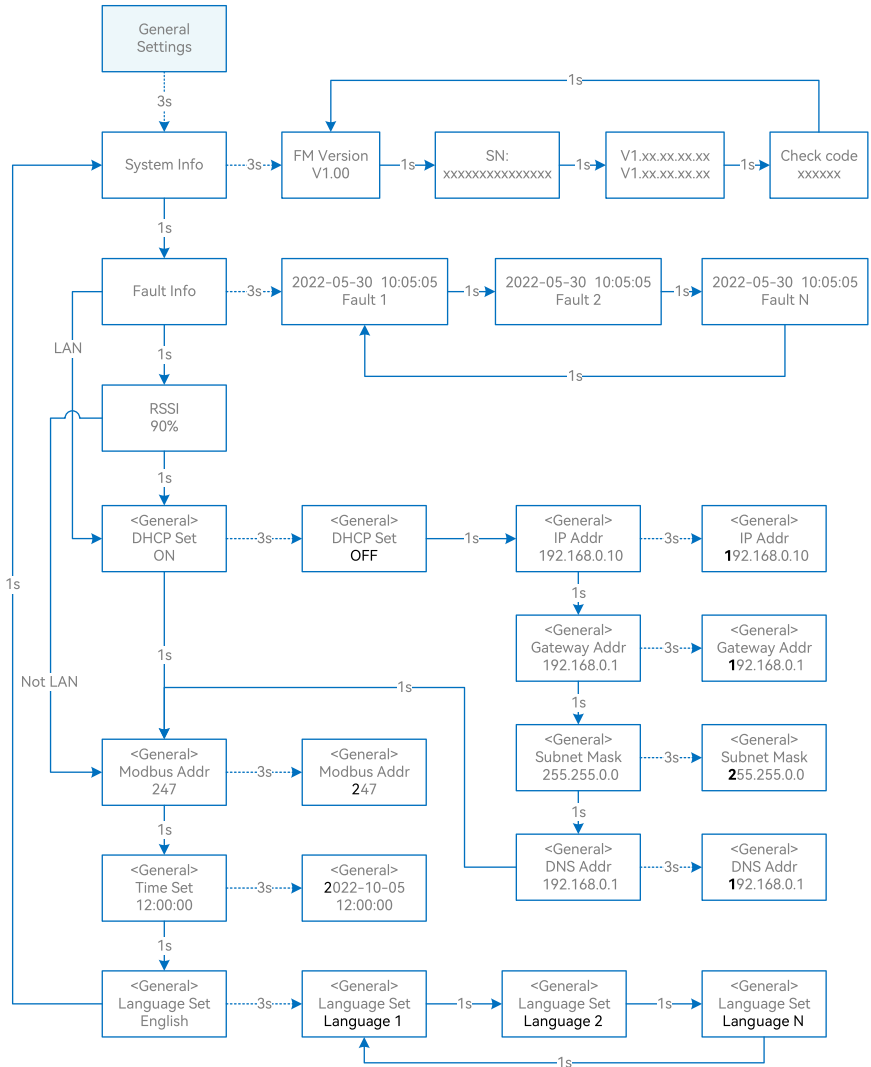 General
Settings
3s
1s
System Info
3s
FM Version
V1.00
1s
SN:
xxxxxxxxxxxxxxx
1s
V1.xx.xx.xx.xx
V1.xx.xx.xx.xx
1s
Check code
xxxxxx
1s
Fault Info
3s
2022-05-30 10:05:05
Fault 1
1s
2022-05-30 10:05:05
Fault 2
1s
2022-05-30 10:05:05
Fault N
LAN
1s
1s
RSSI
90%
1s
<General>
DHCP Set
ON
3s
<General>
DHCP Set
OFF
1s
<General>
IP Addr
192.168.0.10
3s
<General>
IP Addr
192.168.0.10
1s
1s
<General>
Gateway Addr
192.168.0.1
3s
<General>
Gateway Addr
192.168.0.1
1s
Not LAN
1s
1s
<General>
Modbus Addr
247
3s
<General>
Modbus Addr
247
<General>
Subnet Mask
255.255.0.0
3s
<General>
Subnet Mask
255.255.0.0
1s
1s
<General>
Time Set
12:00:00
3s
<General>
2022-10-05
12:00:00
<General>
DNS Addr
192.168.0.1
3s
<General>
DNS Addr
192.168.0.1
1s
<General>
Language Set
English
3s
<General>
Language Set
Language 1
1s
<General>
Language Set
Language 2
1s
<General>
Language Set
Language N
1s